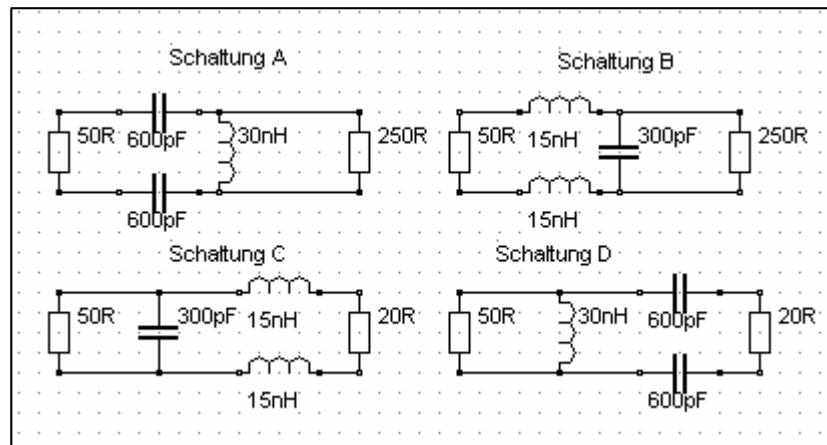 Schaltung A
50R
600pF
30nH
250R
600pF
Schaltung B
50R
15nH
300pF
250R
15nH
Schaltung C
50R
300pF
15nH
20R
15nH
Schaltung D
50R
30nH
600pF
20R
600pF